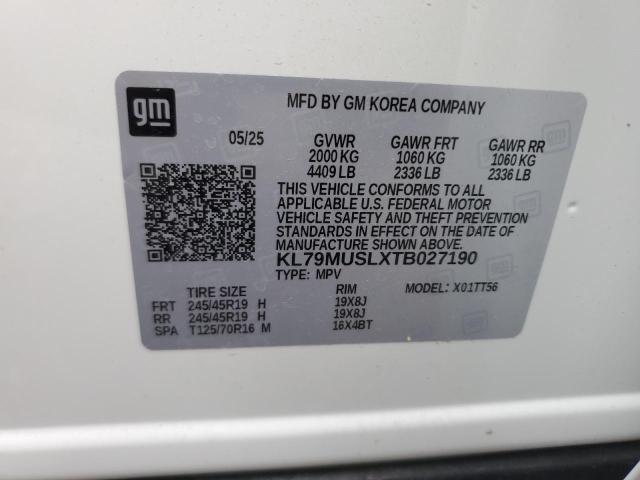 gm
MFD BY GM KOREA COMPANY
05/25 GVWR GAWR FRT GAWR RR
2000 KG 1060 KG 1060 KG
4409 LB 2336 LB 2336 LB
THIS VEHICLE CONFORMS TO ALL
APPLICABLE U.S. FEDERAL MOTOR
VEHICLE SAFETY AND THEFT PREVENTION
STANDARDS IN EFFECT ON THE DATE OF
MANUFACTURE SHOWN ABOVE.
KL79MUSLXTB027190
TYPE: MPV
TIRE SIZE RIM MODEL: X01TT56
FRT 245/45R19 H 19X8J
RR 245/45R19 H 19X8J
SPA T125/70R16 M 16X4BT